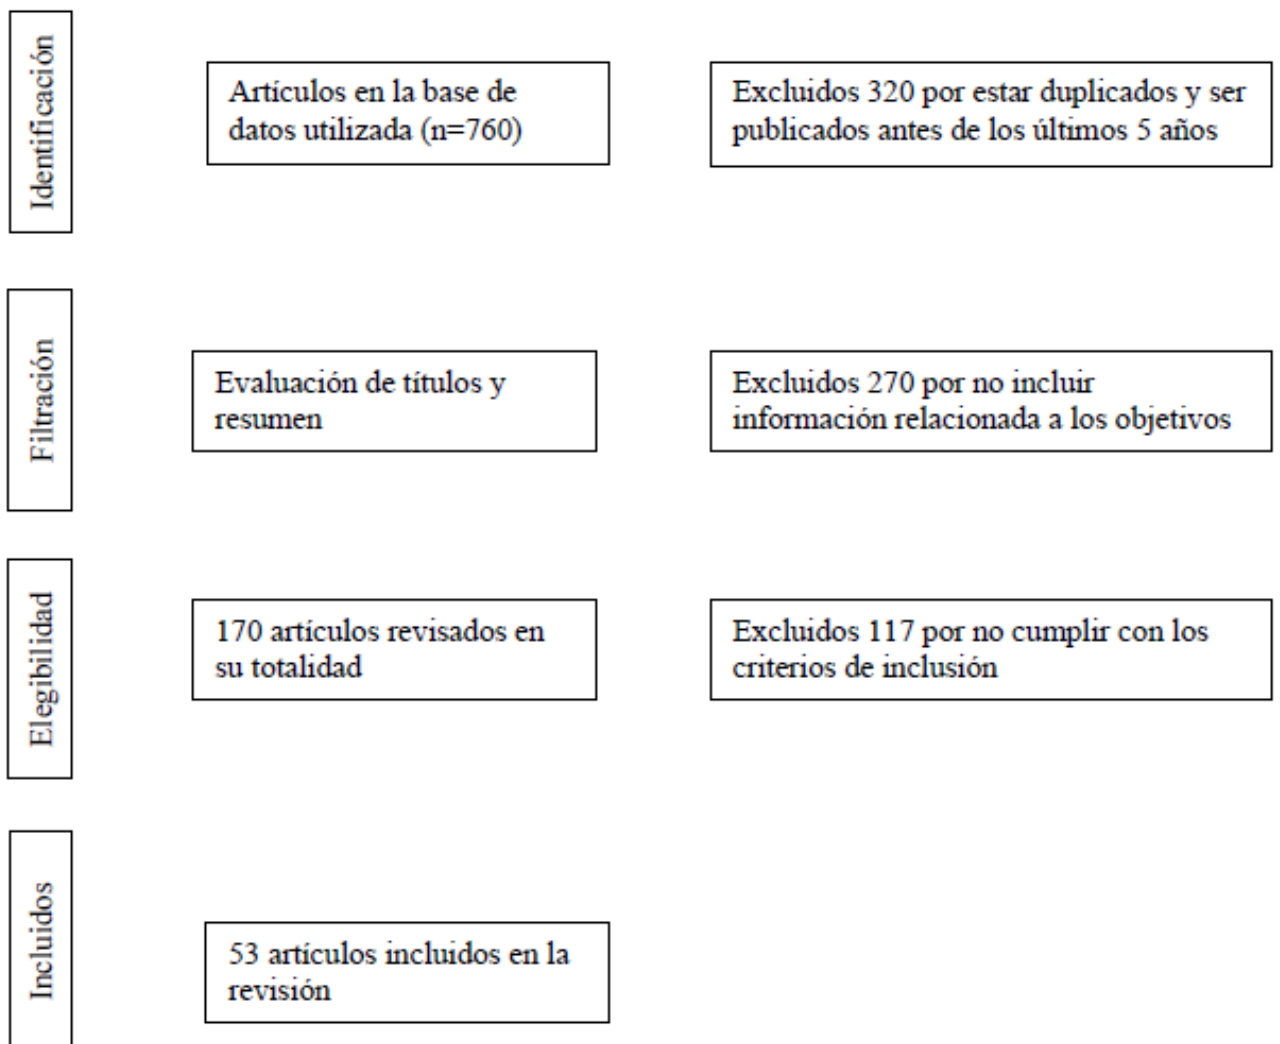 Identificación
Artículos en la base de
datos utilizada (n=760)
Excluidos 320 por estar duplicados y ser
publicados antes de los últimos 5 años
Filtración
Evaluación de títulos y
resumen
Excluidos 270 por no incluir
información relacionada a los objetivos
Elegibilidad
170 artículos revisados en
su totalidad
Excluidos 117 por no cumplir con los
criterios de inclusión
Incluidos
53 artículos incluidos en la
revisión